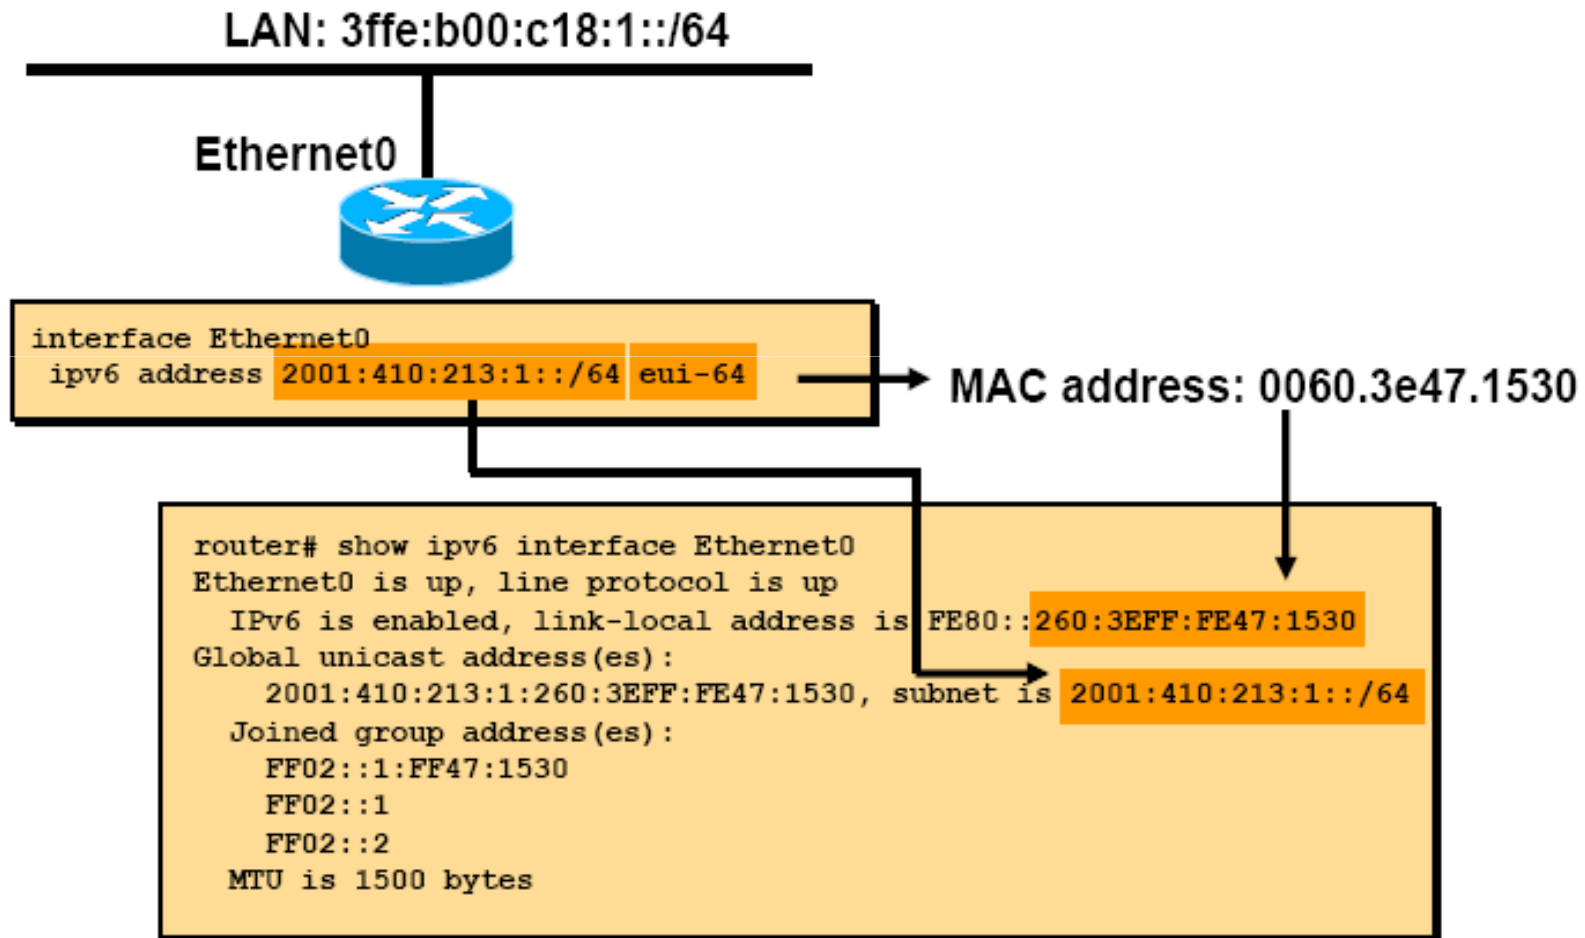 LAN: 3ffe:b00:c18:1::/64
Ethernet0
interface Ethernet0
ipv6 address 2001:410:213:1::/64 eui-64
MAC address: 0060.3e47.1530
router# show ipv6 interface Ethernet0
Ethernet0 is up, line protocol is up
IPv6 is enabled, link-local address is FE80::260:3EFF:FE47:1530
Global unicast address(es):
2001:410:213:1:260:3EFF:FE47:1530, subnet is 2001:410:213:1::/64
Joined group address(es):
FF02::1:FF47:1530
FF02::1
FF02::2
MTU is 1500 bytes